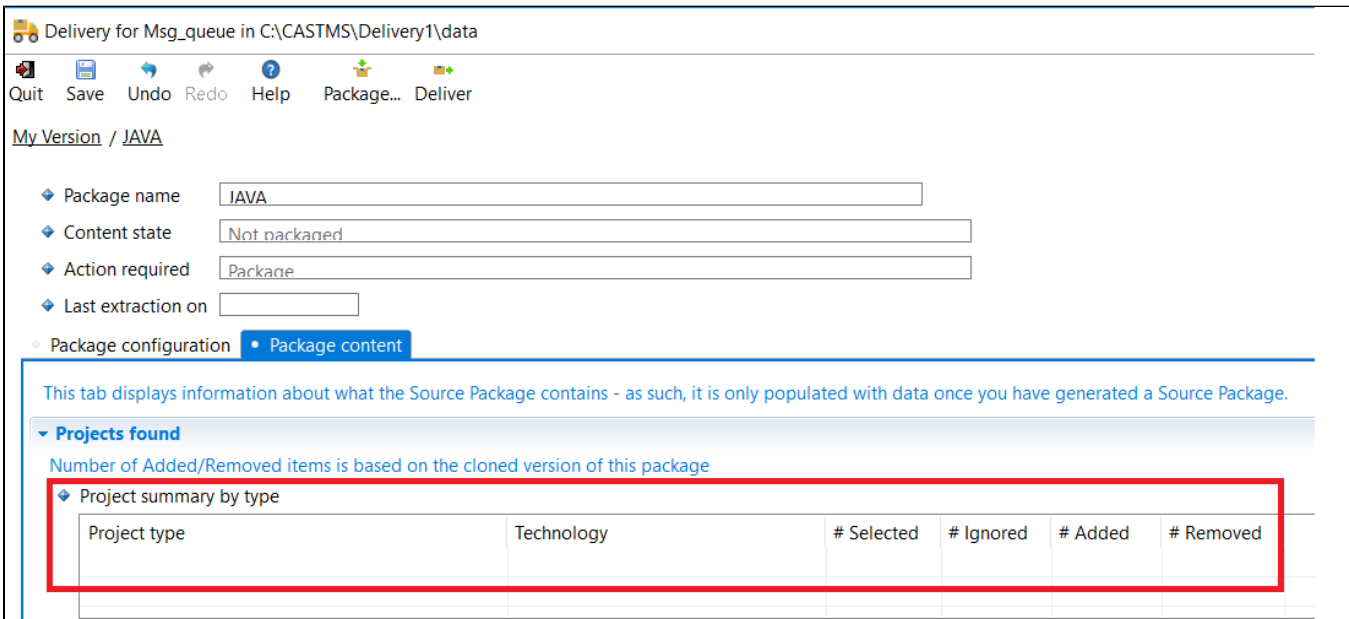 Delivery for Msg_queue in C:\CASTMS\Delivery1\data
Quit Save Undo Redo Help Package... Deliver
My Version / JAVA
Package name JAVA
Content state Not packaged
Action required Package
Last extraction on
Package configuration Package content
This tab displays information about what the Source Package contains - as such, it is only populated with data once you have generated a Source Package.
Projects found
Number of Added/Removed items is based on the cloned version of this package
Project summary by type
Project type Technology # Selected # Ignored # Added # Removed